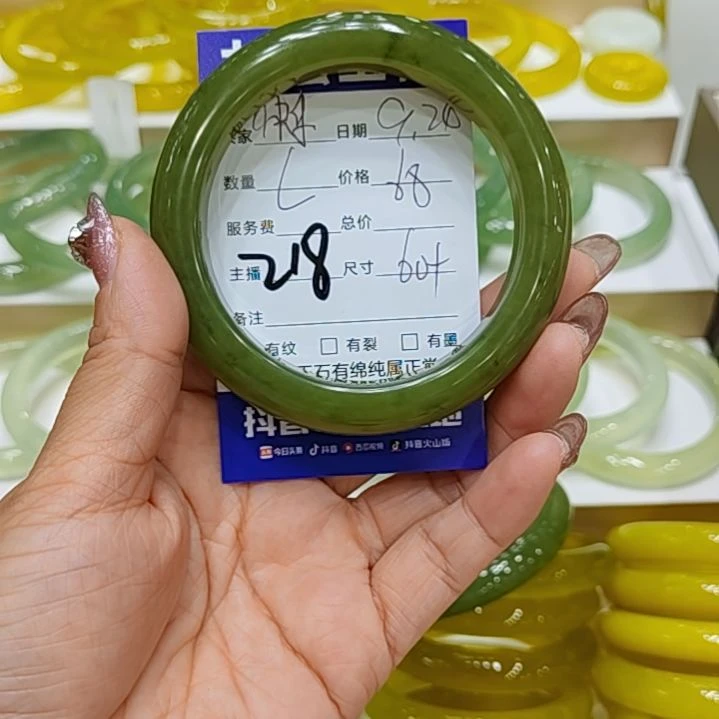 家 日期 9.26
数量 价格 68
服务费 总价
主播 218 尺寸 60
备注
有纹 □ 有裂 □ 有墨
石有绵纯属正常
抖音
今日头条 抖音 西瓜视频 抖音火山版